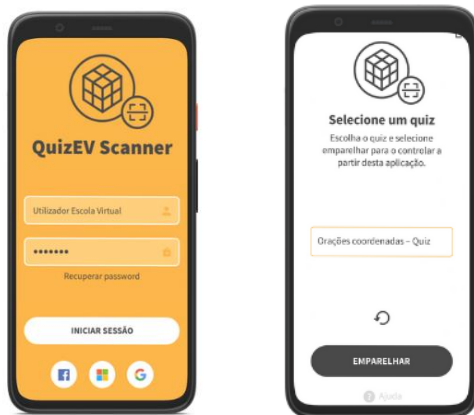 QuizEV Scanner
Utilizador Escola Virtual
•••••••
Recuperar password
INICIAR SESSÃO
Selecione um quiz
Escolha o quiz e selecione
emparelhar para o controlar a
partir desta aplicação.
Orações coordenadas – Quiz
EMPARELHAR
Ajuda